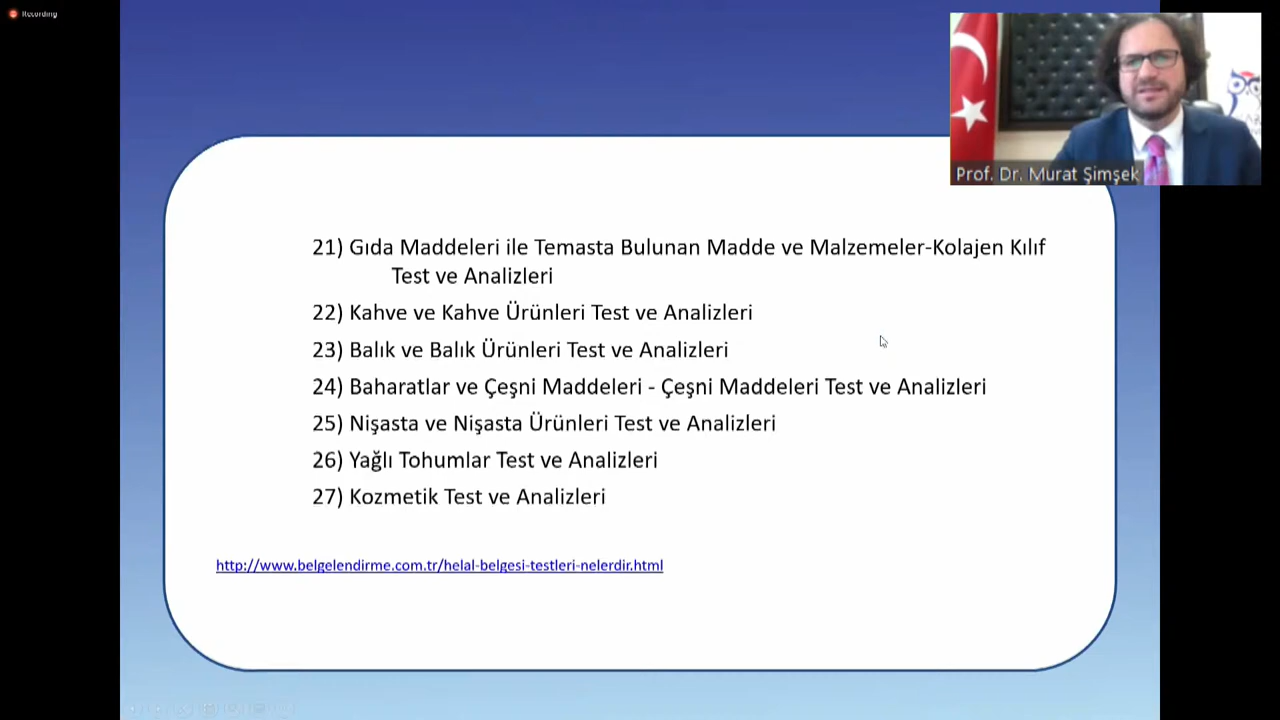 Recording
Prof. Dr. Murat Şimşek
21) Gıda Maddeleri ile Temasta Bulunan Madde ve Malzemeler-Kolajen Kılıf
Test ve Analizleri
22) Kahve ve Kahve Ürünleri Test ve Analizleri
23) Balık ve Balık Ürünleri Test ve Analizleri
24) Baharatlar ve Çeşni Maddeleri - Çeşni Maddeleri Test ve Analizleri
25) Nişasta ve Nişasta Ürünleri Test ve Analizleri
26) Yağlı Tohumlar Test ve Analizleri
27) Kozmetik Test ve Analizleri
http://www.belgelendirme.com.tr/helal-belgesi-testleri-nelerdir.html